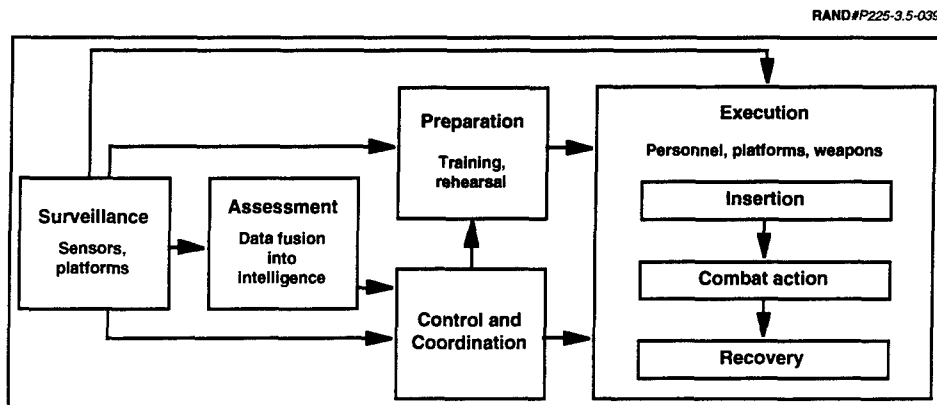 RAND#P225-3.5-039
Execution
Personnel, platforms, weapons
Insertion
Combat action
Recovery
Preparation
Training,
rehearsal
Surveillance
Sensors,
platforms
Assessment
Data fusion
into
intelligence
Control and
Coordination